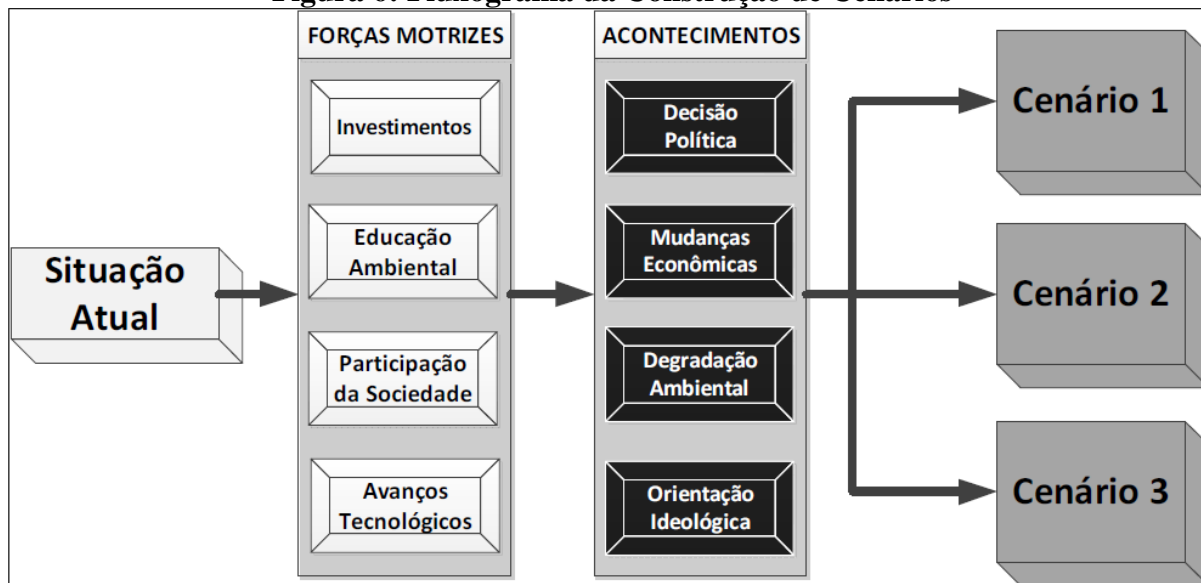 Figura Fluxograma da Construção de Cenários
FORÇAS MOTRIZES
ACONTECIMENTOS
Situação
Atual
Investimentos
Educação
Ambiental
Participação
da Sociedade
Avanços
Tecnológicos
Decisão
Política
Mudanças
Econômicas
Degradação
Ambiental
Orientação
Ideológica
Cenário 1
Cenário 2
Cenário 3